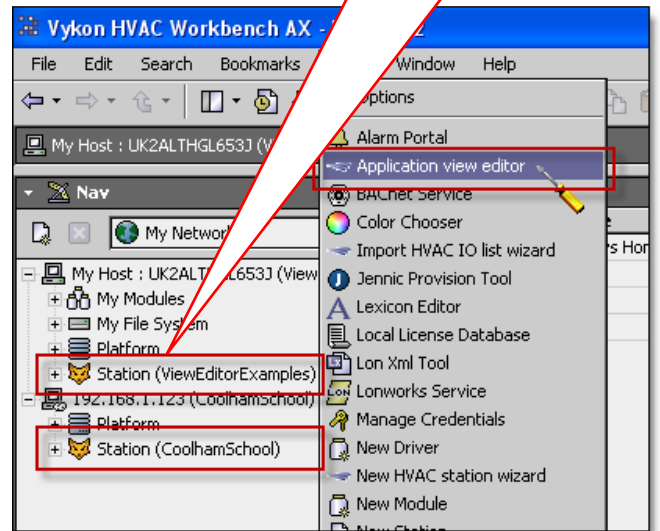 Vykon HVAC Workbench AX -
File Edit Search Bookmarks Window Help
Options
My Host : UK2ALTHGL653J (V
Alarm Portal
Application view editor
Nav
BACnet Service
My Network
Color Chooser
Import HVAC IO list wizard
My Host : UK2ALTHGL653J (View
Jennic Provision Tool
My Modules
Lexicon Editor
My File System
Local License Database
Platform
Lon Xml Tool
Station (ViewEditorExamples)
Lonworks Service
192.168.1.123 (CoolhamSchool)
Manage Credentials
Platform
New Driver
Station (CoolhamSchool)
New HVAC station wizard
New Module
New Station